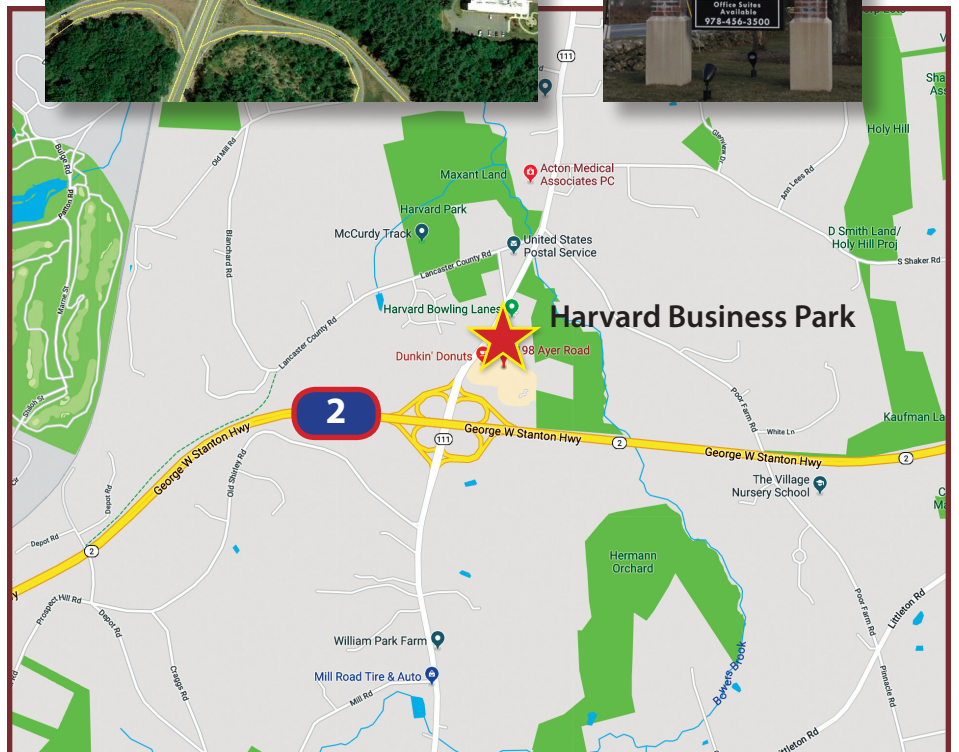 Office Suites
Available
978-456-3500
111
Holy Hill
Old Mill Rd
Glenview Dr
Bulge Rd
Patton Rd
Maxant Land
Acton Medical
Associates PC
Ann Lees Rd
Harvard Park
McCurdy Track
United States
Postal Service
D Smith Land/
Holy Hill Proj
S Shaker Rd
Blanchard Rd
Lancaster County Rd
Marne St
Harvard Bowling Lanes
Harvard Business Park
Lancaster County Rd
Dunkin' Donuts
98 Ayer Road
Shiloh St
2
Poor Farm Rd
White Ln
Kaufman La
George W Stanton Hwy
111
George W Stanton Hwy
2
George W Stanton Hwy
2
Old Shirley Rd
The Village
Nursery School
Depot Rd
Depot Rd
2
Hermann
Orchard
Prospect Hill Rd
Depot Rd
Poor Farm Rd
Littleton Rd
William Park Farm
Mill Road Tire & Auto
Craggs Rd
Mill Rd
Bowers Brook
Pinnacle Rd
ttleton Rd